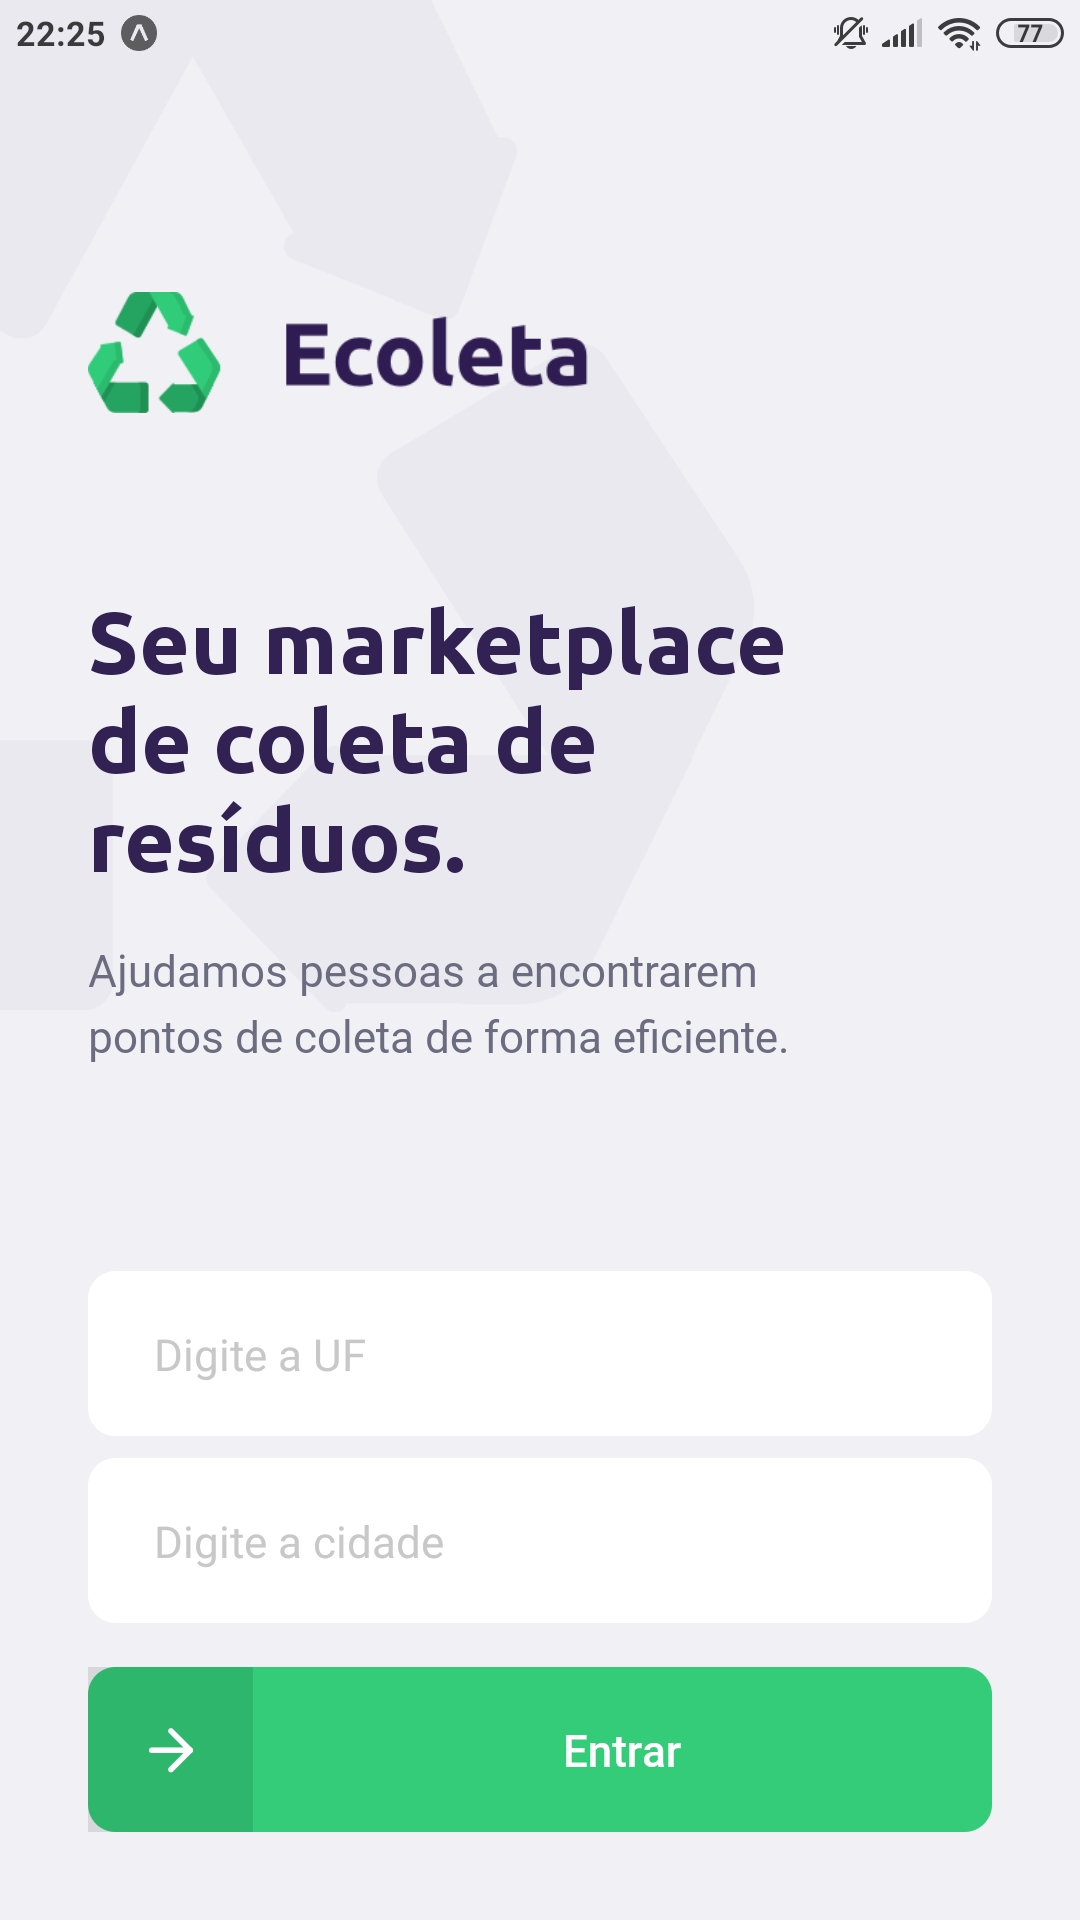 22:25
77
Ecoleta
Seu marketplace
de coleta de
resíduos.
Ajudamos pessoas a encontrarem
pontos de coleta de forma eficiente.
Digite a UF
Digite a cidade
Entrar